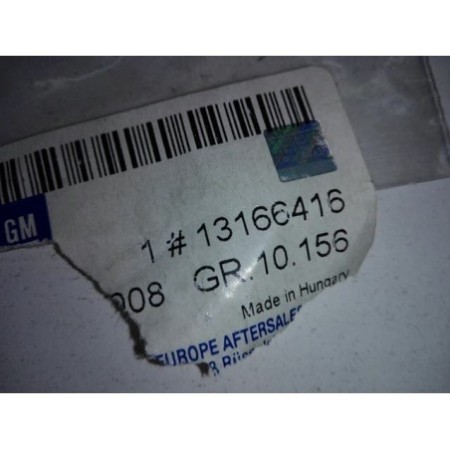 GM
1 # 13166416
008 GR.10.156
Made in Hungary
EUROPE AFTERSALES